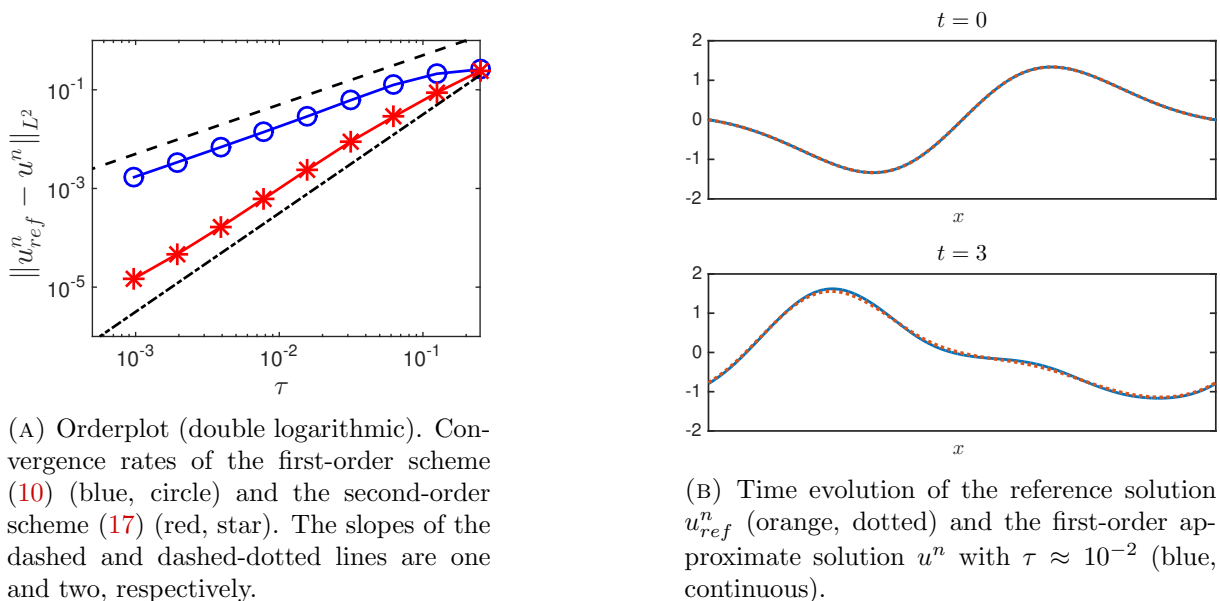 10^{-1}
10^{-3}
10^{-5}
\|u^n_{ref} - u^n\|_{L^2}
10^{-3} 10^{-2} 10^{-1}
τ
(A) Orderplot (double logarithmic). Con-
vergence rates of the first-order scheme
(10) (blue, circle) and the second-order
scheme (17) (red, star). The slopes of the
dashed and dashed-dotted lines are one
and two, respectively.
t = 0
2
1
0
-1
-2
x
t = 3
2
1
0
-1
-2
x
(B) Time evolution of the reference solution
u^n_{ref} (orange, dotted) and the first-order ap-
proximate solution u^n with τ ≈ 10^{-2} (blue,
continuous).